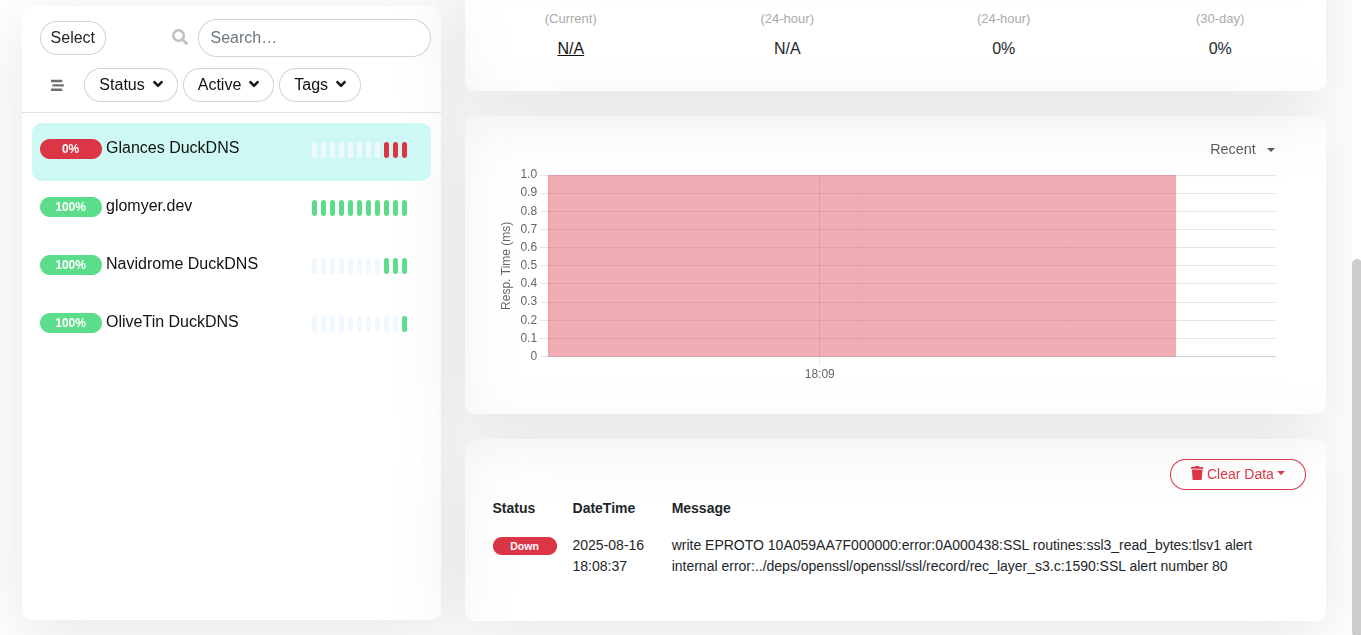 Select
Search…
Status
Active
Tags
0%
Glances DuckDNS
100%
glomyer.dev
100%
Navidrome DuckDNS
100%
OliveTin DuckDNS
(Current)
(24-hour)
(24-hour)
(30-day)
N/A
N/A
0%
0%
Recent
Resp. Time (ms)
1.0
0.9
0.8
0.7
0.6
0.5
0.4
0.3
0.2
0.1
0
18:09
Clear Data
Status
DateTime
Message
Down
2025-08-16
18:08:37
write EPROTO 10A059AA7F000000:error:0A000438:SSL routines:ssl3_read_bytes:tlsv1 alert
internal error:../deps/openssl/openssl/ssl/record/rec_layer_s3.c:1590:SSL alert number 80